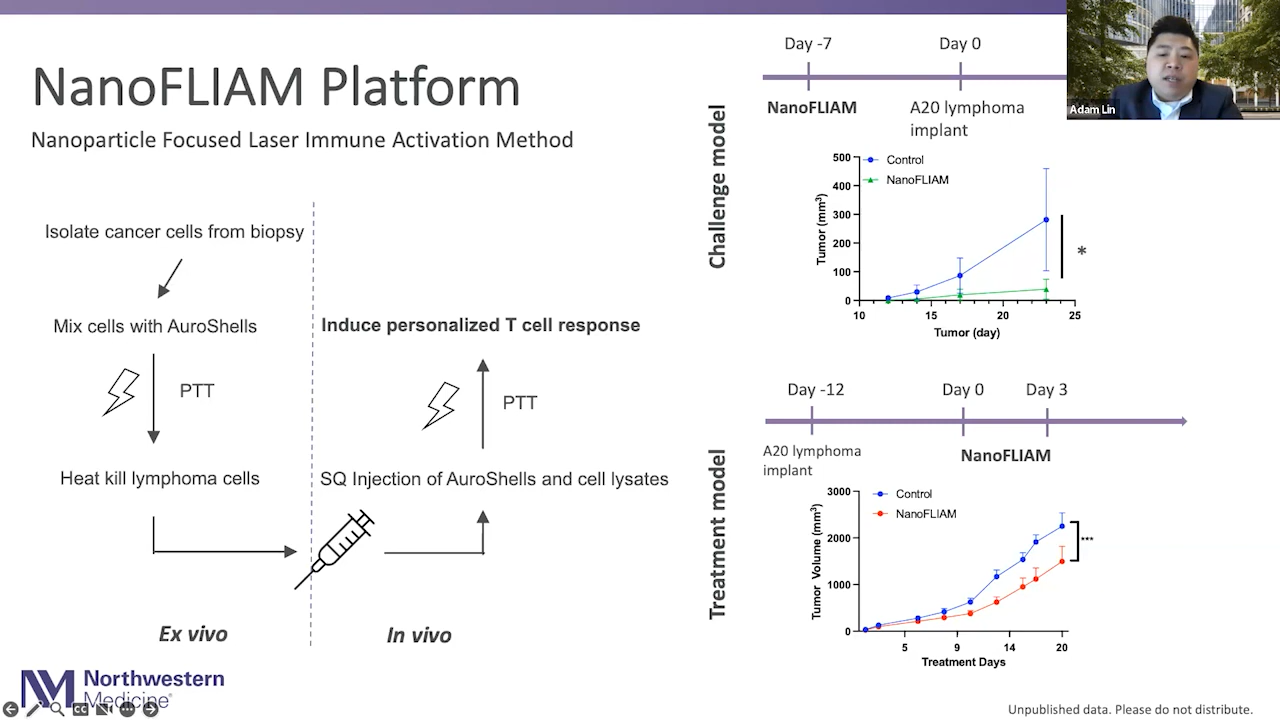 NanoFLIAM Platform
Nanoparticle Focused Laser Immune Activation Method
Isolate cancer cells from biopsy
Mix cells with AuroShells
PTT
Heat kill lymphoma cells
Ex vivo
Induce personalized T cell response
PTT
SQ Injection of AuroShells and cell lysates
In vivo
Challenge model
Day -7
Day 0
NanoFLIAM
A20 lymphoma
implant
Control
NanoFLIAM
Tumor (mm3)
500
400
300
200
100
0
10
15
20
25
Tumor (day)
*
Treatment model
Day -12
Day 0
Day 3
A20 lymphoma
implant
NanoFLIAM
Control
NanoFLIAM
Tumor Volume (mm3)
3000
2000
1000
0
5
9
14
20
Treatment Days
***
Adam Lin
NM Northwestern
Medicine®
CC
Unpublished data. Please do not distribute.